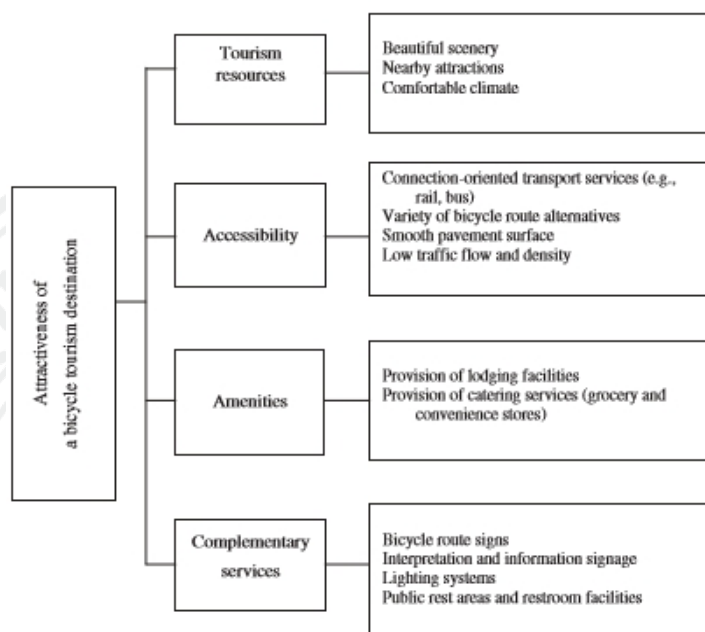 Attractiveness of
a bicycle tourism destination
Tourism
resources
Beautiful scenery
Nearby attractions
Comfortable climate
Accessibility
Connection-oriented transport services (e.g.,
rail, bus)
Variety of bicycle route alternatives
Smooth pavement surface
Low traffic flow and density
Amenities
Provision of lodging facilities
Provision of catering services (grocery and
convenience stores)
Complementary
services
Bicycle route signs
Interpretation and information signage
Lighting systems
Public rest areas and restroom facilities